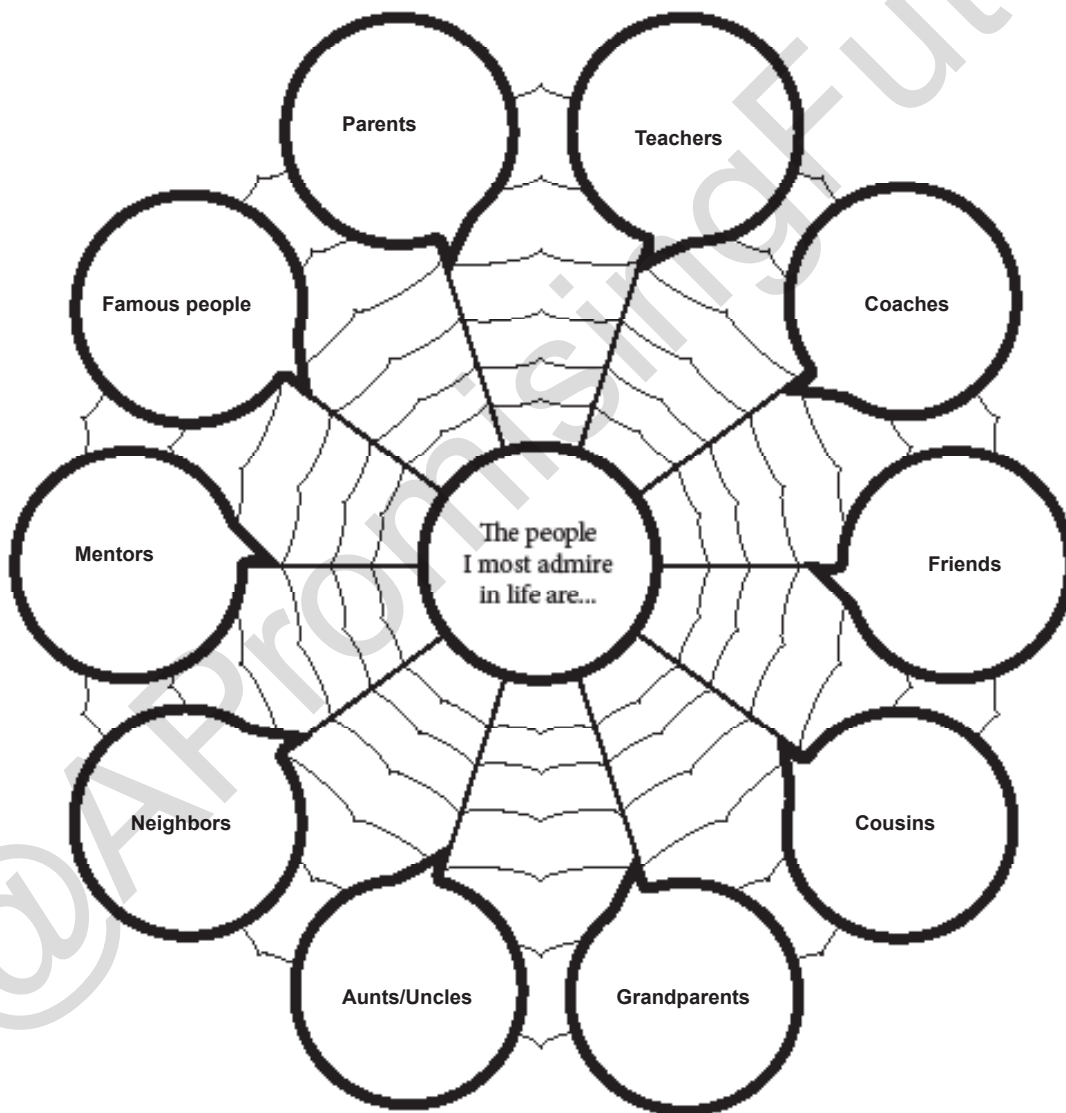 Parents
Teachers
Famous people
Coaches
The people
I most admire
in life are...
Mentors
Friends
Neighbors
Cousins
Aunts/Uncles
Grandparents
@APromisingFut